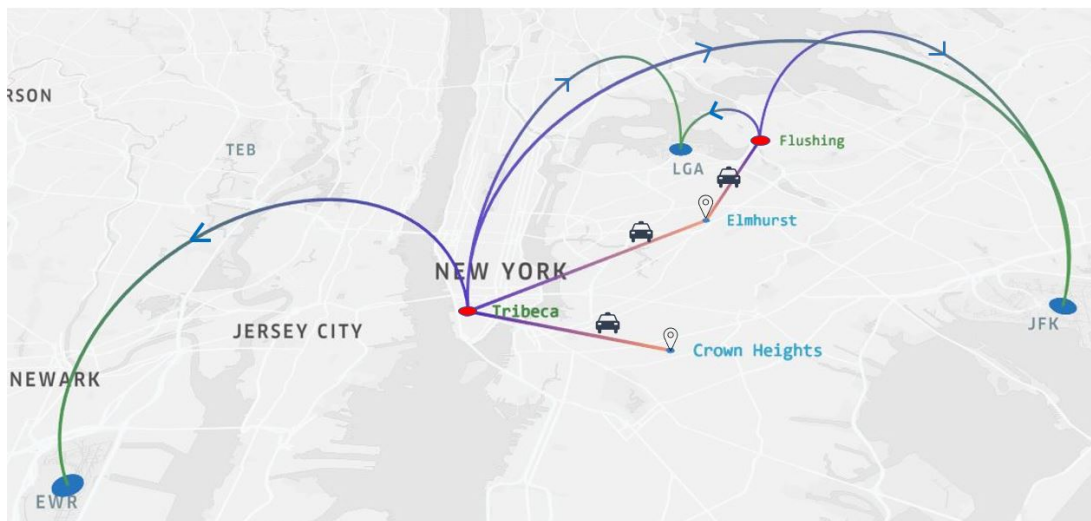 RSON
TEB
LGA
Flushing
Elmhurst
NEW YORK
Tribeca
JERSEY CITY
Crown Heights
JFK
NEWARK
EWR